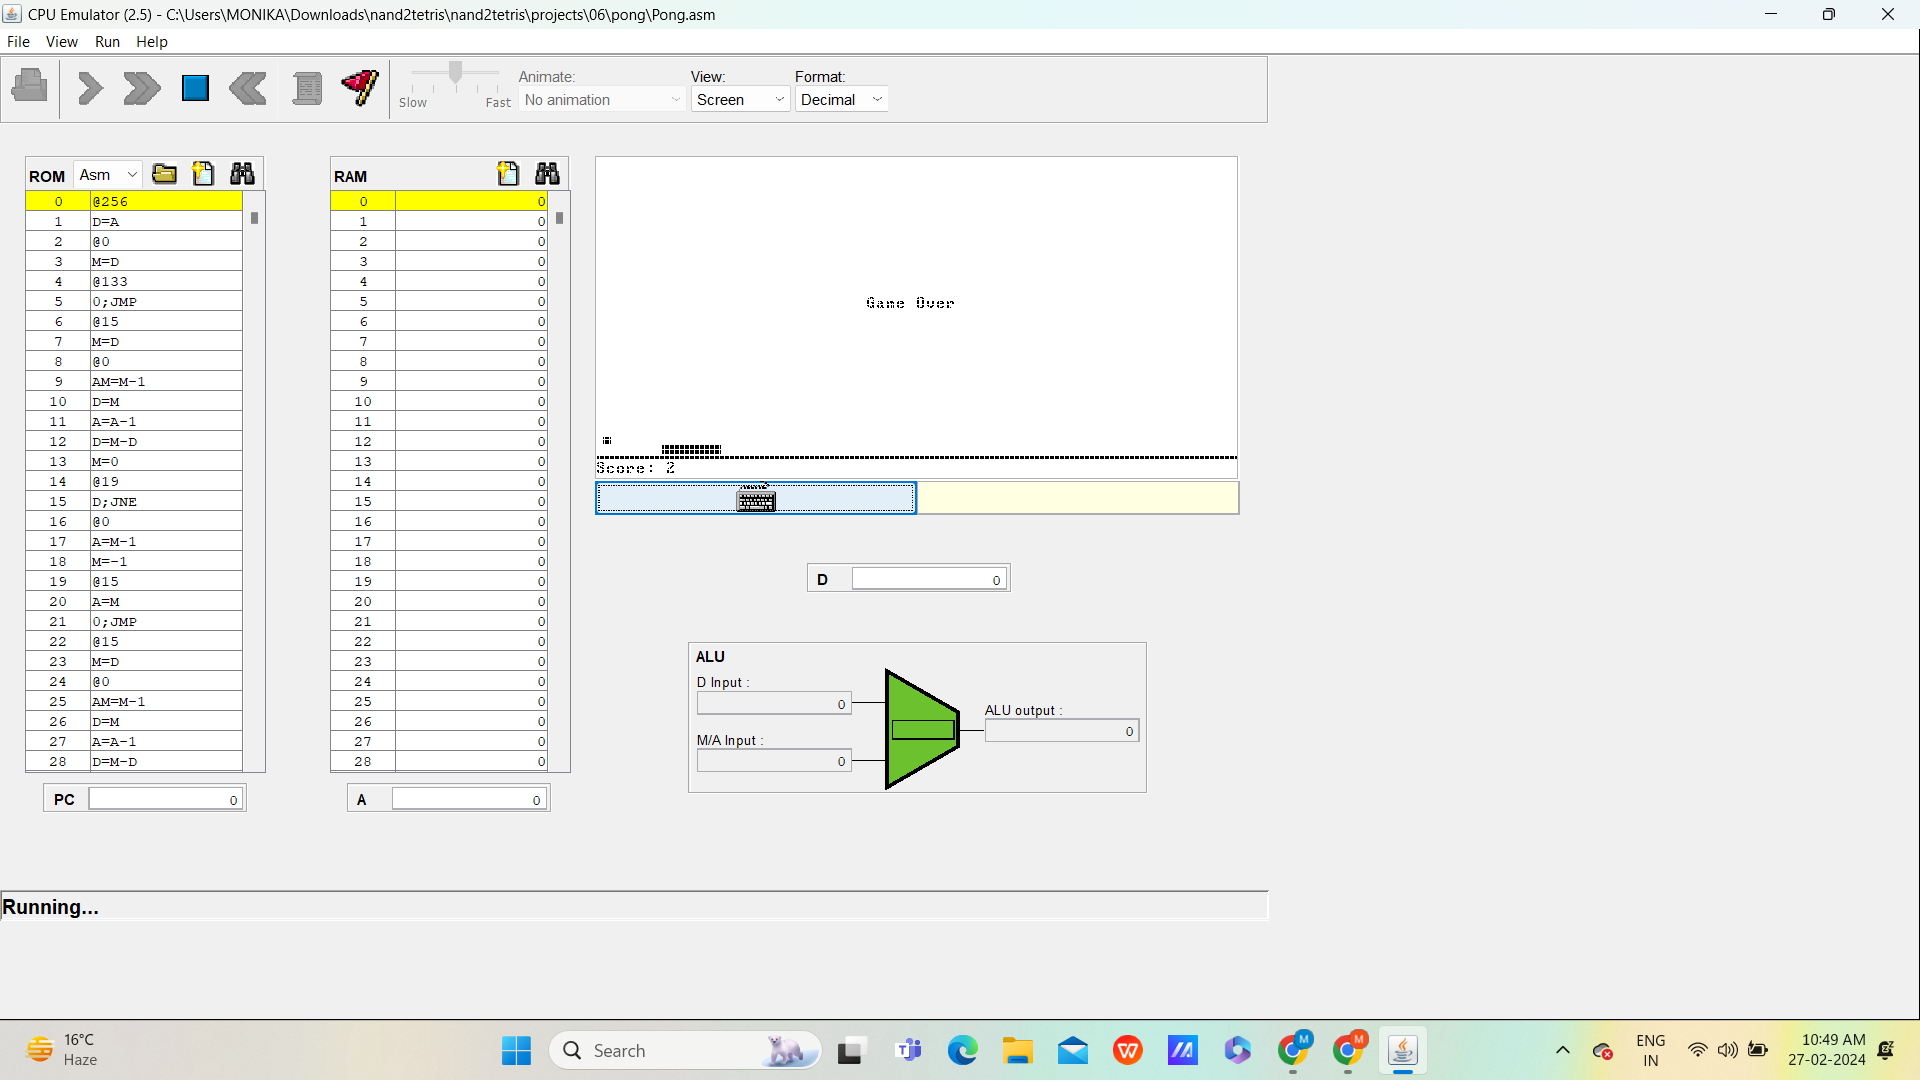 CPU Emulator (2.5) - C:\Users\MONIKA\Downloads\nand2tetris\nand2tetris\projects\06\pong\Pong.asm
File View Run Help
Slow Fast
Animate:
No animation
View:
Screen
Format:
Decimal
ROM Asm
0 @256
1 D=A
2 @0
3 M=D
4 @133
5 0;JMP
6 @15
7 M=D
8 @0
9 AM=M-1
10 D=M
11 A=A-1
12 D=M-D
13 M=0
14 @19
15 D;JNE
16 @0
17 A=M-1
18 M=-1
19 @15
20 A=M
21 0;JMP
22 @15
23 M=D
24 @0
25 AM=M-1
26 D=M
27 A=A-1
28 D=M-D
PC 0
RAM
0 0
1 0
2 0
3 0
4 0
5 0
6 0
7 0
8 0
9 0
10 0
11 0
12 0
13 0
14 0
15 0
16 0
17 0
18 0
19 0
20 0
21 0
22 0
23 0
24 0
25 0
26 0
27 0
28 0
A 0
Game Over
Score: 2
D 0
ALU
D Input :
0
M/A Input :
0
ALU output :
0
Running...
16°C
Haze
Search
ENG
IN
10:49 AM
27-02-2024